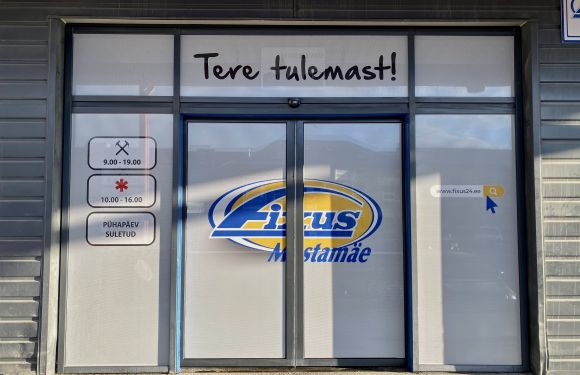 Tere tulemast!
9.00 - 19.00
10.00 - 16.00
PÜHAPÄEV
SULETUD
Fixus
Mustamäe
www.fixus24.ee